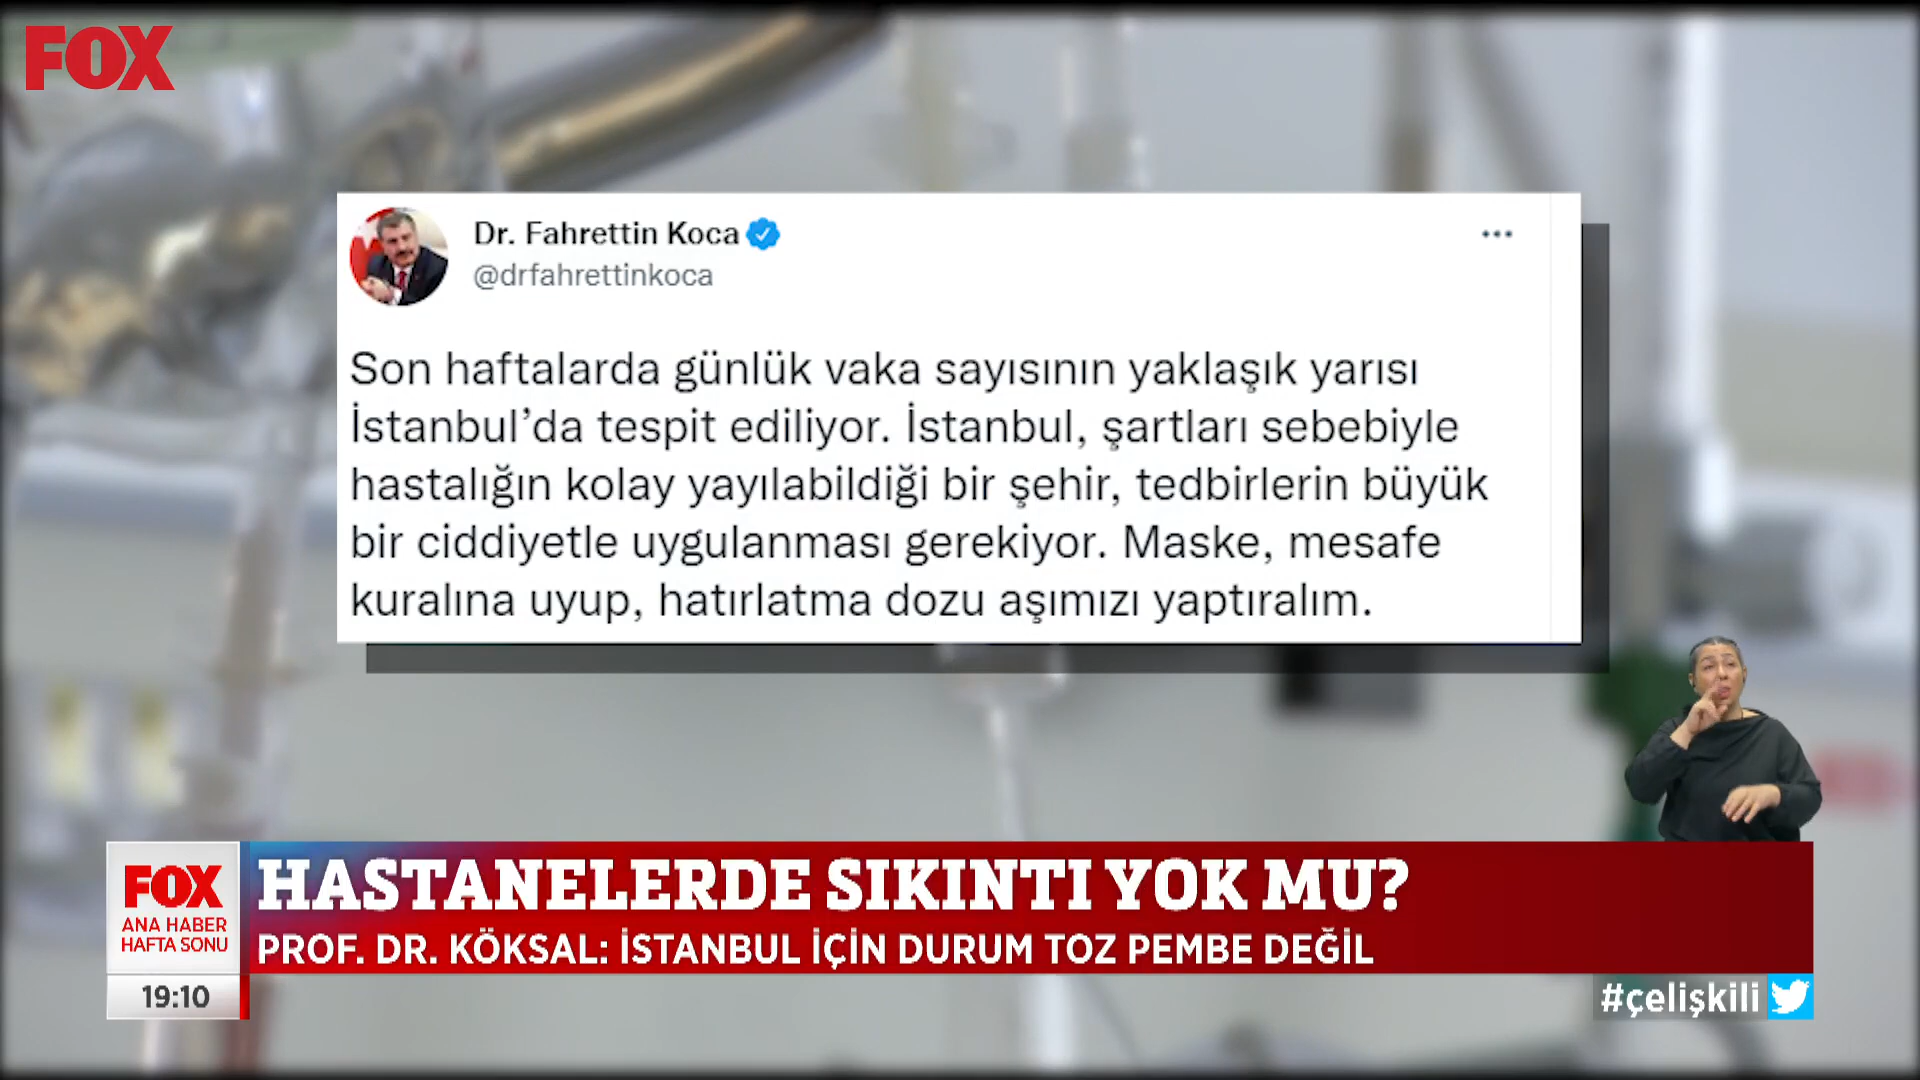 FOX
Dr. Fahrettin Koca
@drfahrettinkoca
Son haftalarda günlük vaka sayısının yaklaşık yarısı
İstanbul’da tespit ediliyor. İstanbul, şartları sebebiyle
hastalığın kolay yayılabildiği bir şehir, tedbirlerin büyük
bir ciddiyetle uygulanması gerekiyor. Maske, mesafe
kuralına uyup, hatırlatma dozu aşımızı yaptıralım.
FOX
ANA HABER
HAFTA SONU
HASTANELERDE SIKINTI YOK MU?
PROF. DR. KÖKSAL: İSTANBUL İÇİN DURUM TOZ PEMBE DEĞİL
19:10
#çelişkili